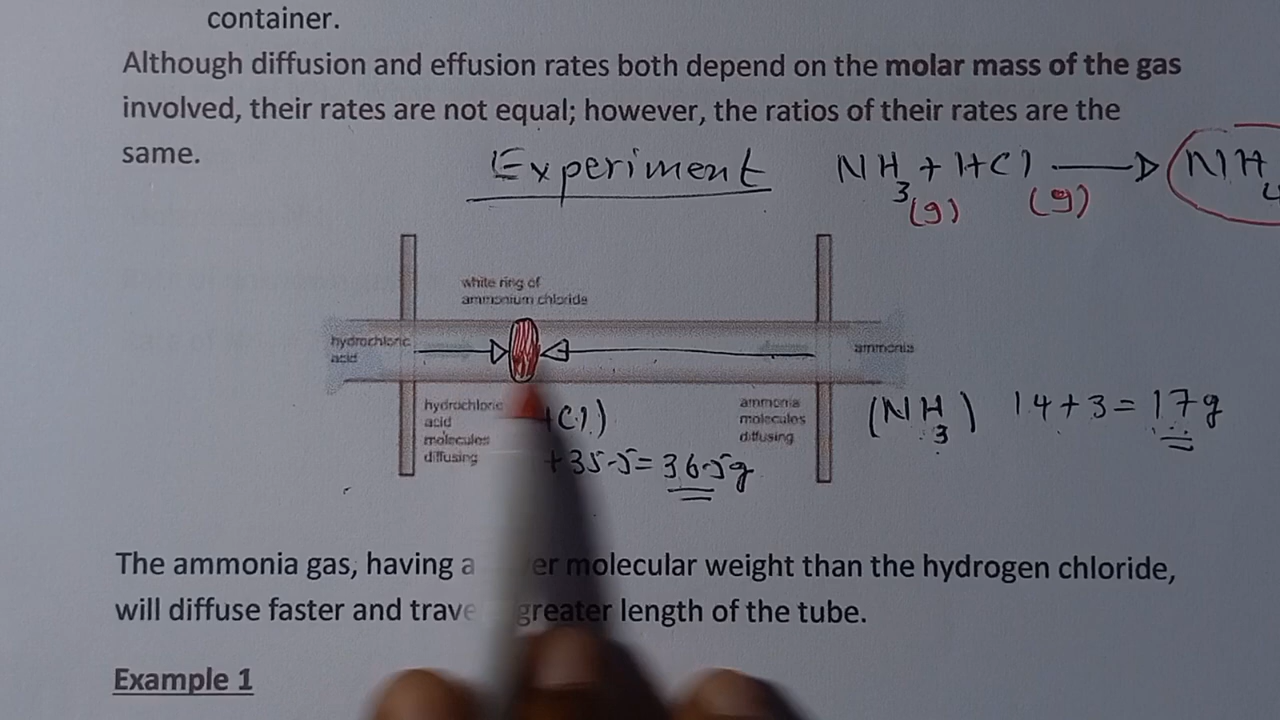 container.
Although diffusion and effusion rates both depend on the molar mass of the gas
involved, their rates are not equal; however, the ratios of their rates are the
same.
Experiment
NH3(g) + HCl(g) → NH4
white ring of
ammonium chloride
hydrochloric
acid
ammonia
hydrochloric
acid
molecules
diffusing
Cl)
+35.5= 36.5g
ammonia
molecules
diffusing
(NH3) 14+3= 17g
The ammonia gas, having a er molecular weight than the hydrogen chloride,
will diffuse faster and trave greater length of the tube.
Example 1